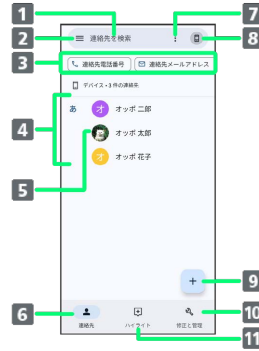 1
7
2
連絡先を検索
8
3
連絡先電話番号
連絡先メールアドレス
デバイス・3 件の連絡先
あ
オ
オッポ 二郎
4
オッポ 太郎
5
オ
オッポ 花子
9
6
10
連絡先
ハイライト
修正と管理
11